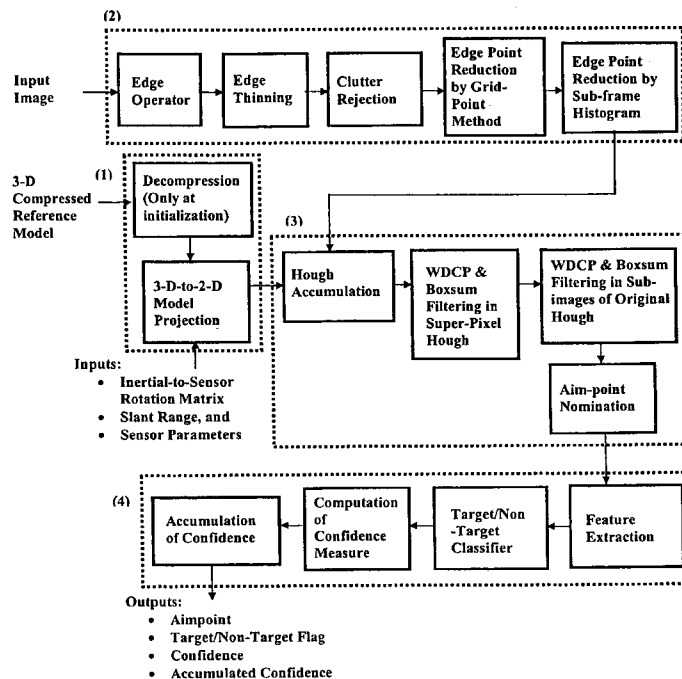 (2)
Input
Image
Edge
Operator
Edge
Thinning
Clutter
Rejection
Edge Point
Reduction
by Grid-
Point
Method
Edge Point
Reduction by
Sub-frame
Histogram
(1)
3-D
Compressed
Reference
Model
Decompression
(Only at
initialization)
3-D-to-2-D
Model
Projection
Inputs:
• Inertial-to-Sensor
Rotation Matrix
• Slant Range, and
• Sensor Parameters
(3)
Hough
Accumulation
WDCP &
Boxsum
Filtering in
Super-Pixel
Hough
WDCP & Boxsum
Filtering in Sub-
images of Original
Hough
Aim-point
Nomination
(4)
Accumulation
of Confidence
Computation
of
Confidence
Measure
Target/Non
-Target
Classifier
Feature
Extraction
Outputs:
• Aimpoint
• Target/Non-Target Flag
• Confidence
• Accumulated Confidence